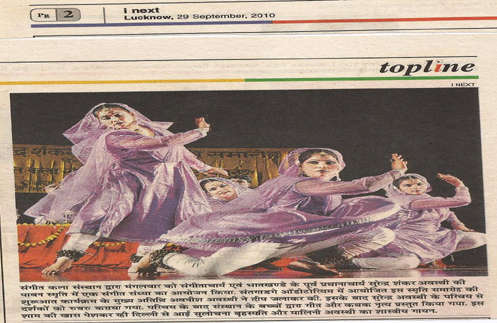 Pg 2
i next
Lucknow, 29 September, 2010
topline
I NEXT
संगीत कला संस्थान द्वारा मंगलवार को संगीताचार्य एवं भातखण्डे के पूर्व प्रधानाचार्य सुरेन्द्र शंकर अवस्थी की
पावन स्मृति में एक संगीत संध्या का आयोजन किया. संतगाडगे ऑडीटोरियम में आयोजित इस स्मृति समारोह की
शुरूआत कार्यक्रम के मुख्य अतिथि अवनीश अवस्थी ने दीप जलाकर की. इसके बाद सुरेन्द्र अवस्थी के परिचय से
दर्शकों को रूबरु कराया गया. परिचय के बाद संस्थान के बच्चों द्वारा गीत और कथक नृत्य प्रस्तुत किया गया. इस
शाम की खास पेशकश रही दिल्ली से आईं सुलोचना बृहस्पति और मालिनी अवस्थी का शास्त्रीय गायन.